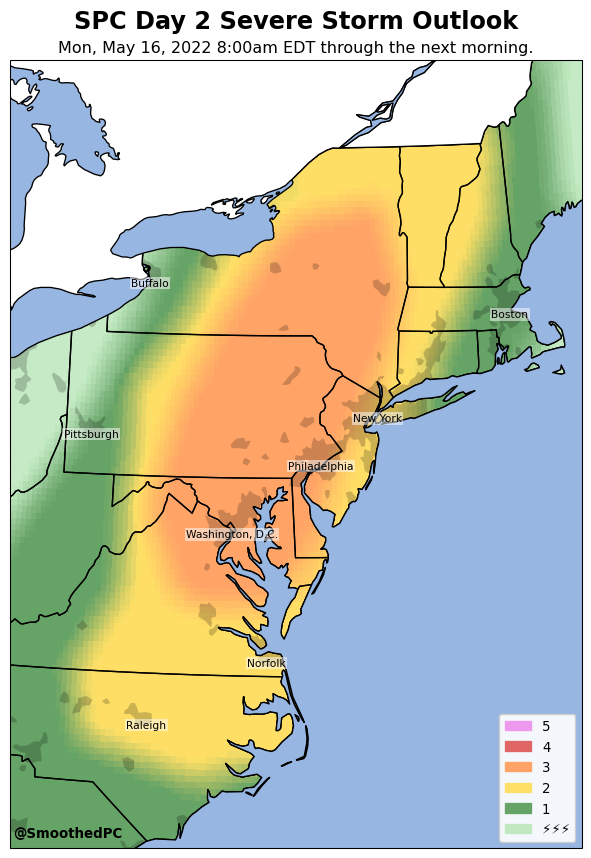 SPC Day 2 Severe Storm Outlook
Mon, May 16, 2022 8:00am EDT through the next morning.
Buffalo
Boston
New York
Pittsburgh
Philadelphia
Washington, D.C.
Norfolk
Raleigh
5
4
3
2
1
⚡⚡⚡
@SmoothedPC